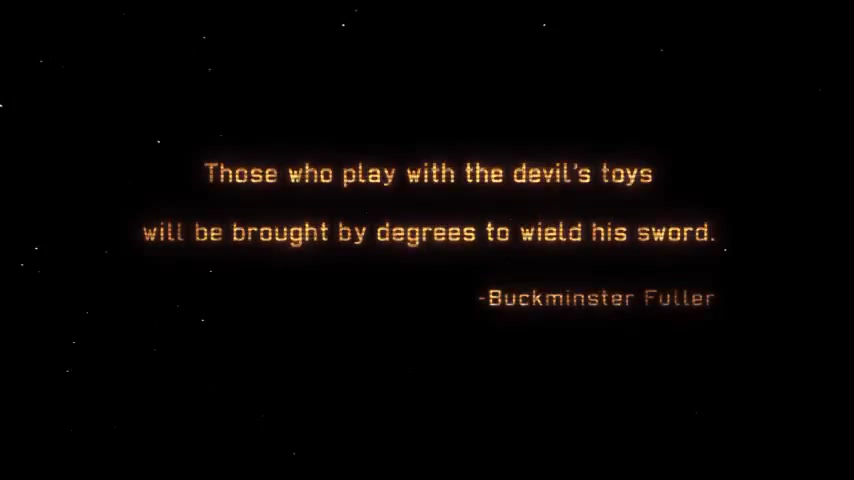 Those who play with the devil's toys
will be brought by degrees to wield his sword.
-Buckminster Fuller